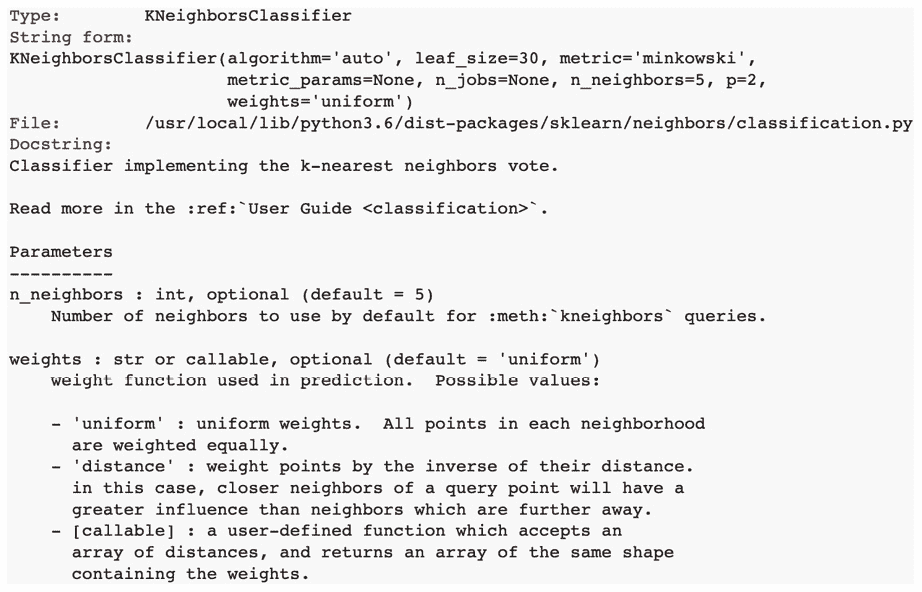 Type:        KNeighborsClassifier
String form:
KNeighborsClassifier(algorithm='auto', leaf_size=30, metric='minkowski',
                     metric_params=None, n_jobs=None, n_neighbors=5, p=2,
                     weights='uniform')
File:        /usr/local/lib/python3.6/dist-packages/sklearn/neighbors/classification.py
Docstring:
Classifier implementing the k-nearest neighbors vote.

Read more in the :ref:`User Guide <classification>`.

Parameters
----------
n_neighbors : int, optional (default = 5)
    Number of neighbors to use by default for :meth:`kneighbors` queries.

weights : str or callable, optional (default = 'uniform')
    weight function used in prediction.  Possible values:

    - 'uniform' : uniform weights.  All points in each neighborhood
      are weighted equally.
    - 'distance' : weight points by the inverse of their distance.
      in this case, closer neighbors of a query point will have a
      greater influence than neighbors which are further away.
    - [callable] : a user-defined function which accepts an
      array of distances, and returns an array of the same shape
      containing the weights.